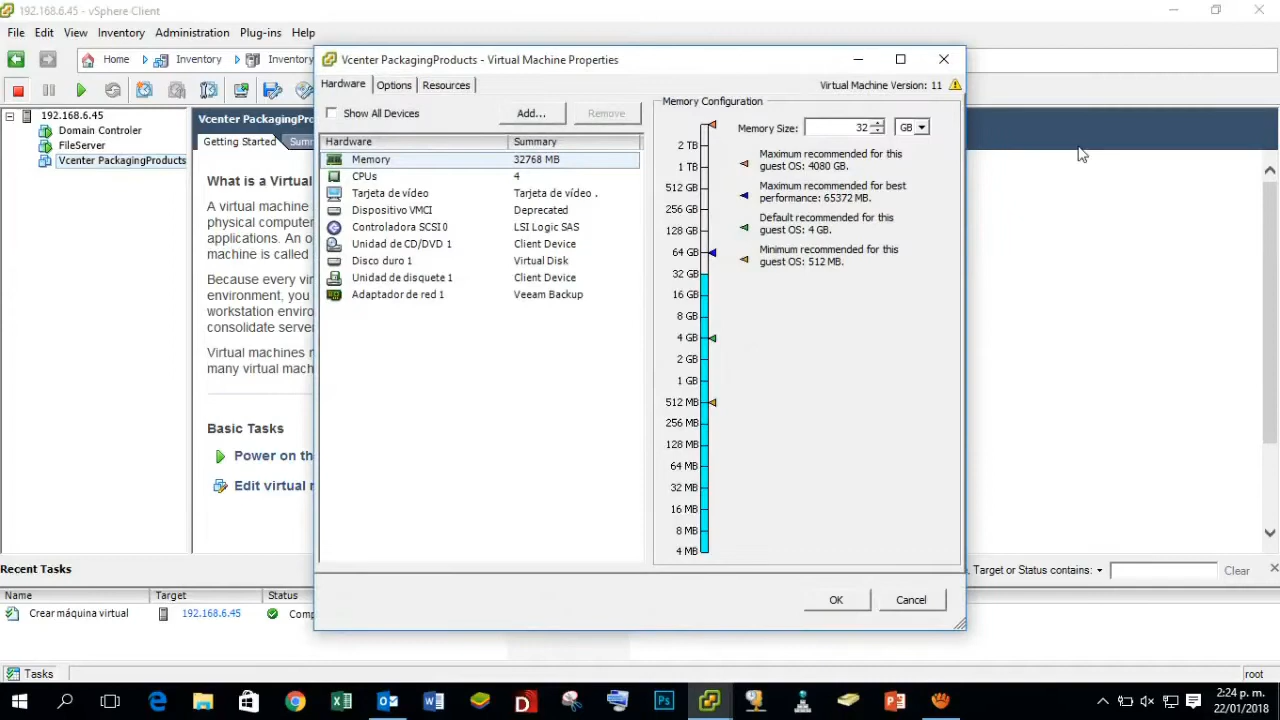 192.168.6.45 - vSphere Client
File Edit View Inventory Administration Plug-ins Help
Home Inventory Inventory
192.168.6.45
Domain Controler
FileServer
Vcenter PackagingProducts
Vcenter PackagingPro
Getting Started Summ
What is a Virtual
A virtual machine
physical computer
applications. An o
machine is called
Because every vir
environment, you
workstation enviro
consolidate serve
Virtual machines r
many virtual mach
Basic Tasks
Power on th
Edit virtual r
Vcenter PackagingProducts - Virtual Machine Properties
Hardware Options Resources
Virtual Machine Version: 11
Show All Devices Add... Remove
Hardware Summary
Memory 32768 MB
CPUs 4
Tarjeta de vídeo Tarjeta de vídeo .
Dispositivo VMCI Deprecated
Controladora SCSI 0 LSI Logic SAS
Unidad de CD/DVD 1 Client Device
Disco duro 1 Virtual Disk
Unidad de disquete 1 Client Device
Adaptador de red 1 Veeam Backup
Memory Configuration
Memory Size: 32 GB
2 TB
1 TB
512 GB
256 GB
128 GB
64 GB
32 GB
16 GB
8 GB
4 GB
2 GB
1 GB
512 MB
256 MB
128 MB
64 MB
32 MB
16 MB
8 MB
4 MB
Maximum recommended for this
guest OS: 4080 GB.
Maximum recommended for best
performance: 65372 MB.
Default recommended for this
guest OS: 4 GB.
Minimum recommended for this
guest OS: 512 MB.
OK Cancel
Recent Tasks
, Target or Status contains: Clear
Name Target Status
Crear máquina virtual 192.168.6.45 Comp
Tasks
root
2:24 p. m.
22/01/2018